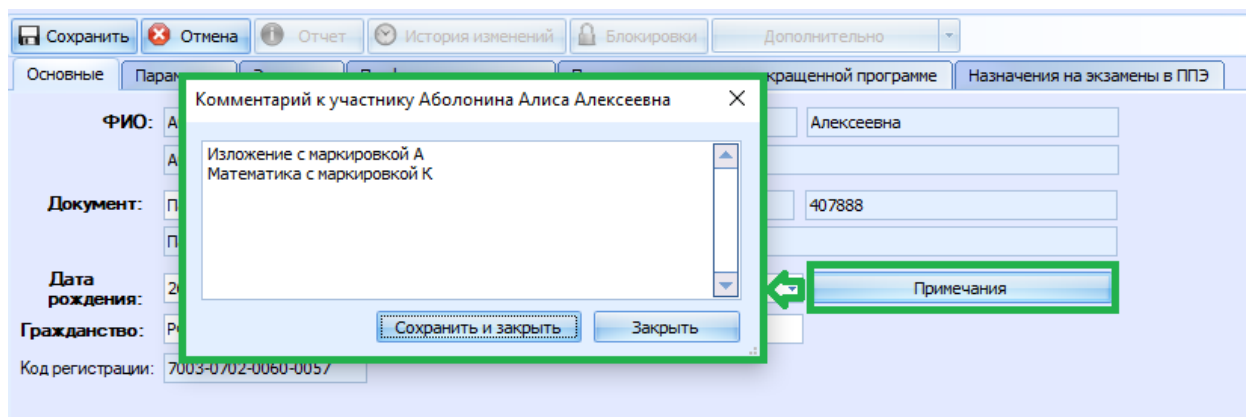 Сохранить Отмена Отчет История изменений Блокировки Дополнительно
Основные кращенной программе Назначения на экзамены в ППЭ
Комментарий к участнику Аболонина Алиса Алексеевна
ФИО: Алексеевна
Изложение с маркировкой А
Математика с маркировкой К
Документ: 407888
Дата
рождения: Примечания
Гражданство: Сохранить и закрыть Закрыть
Код регистрации: 7003-0702-0060-0057